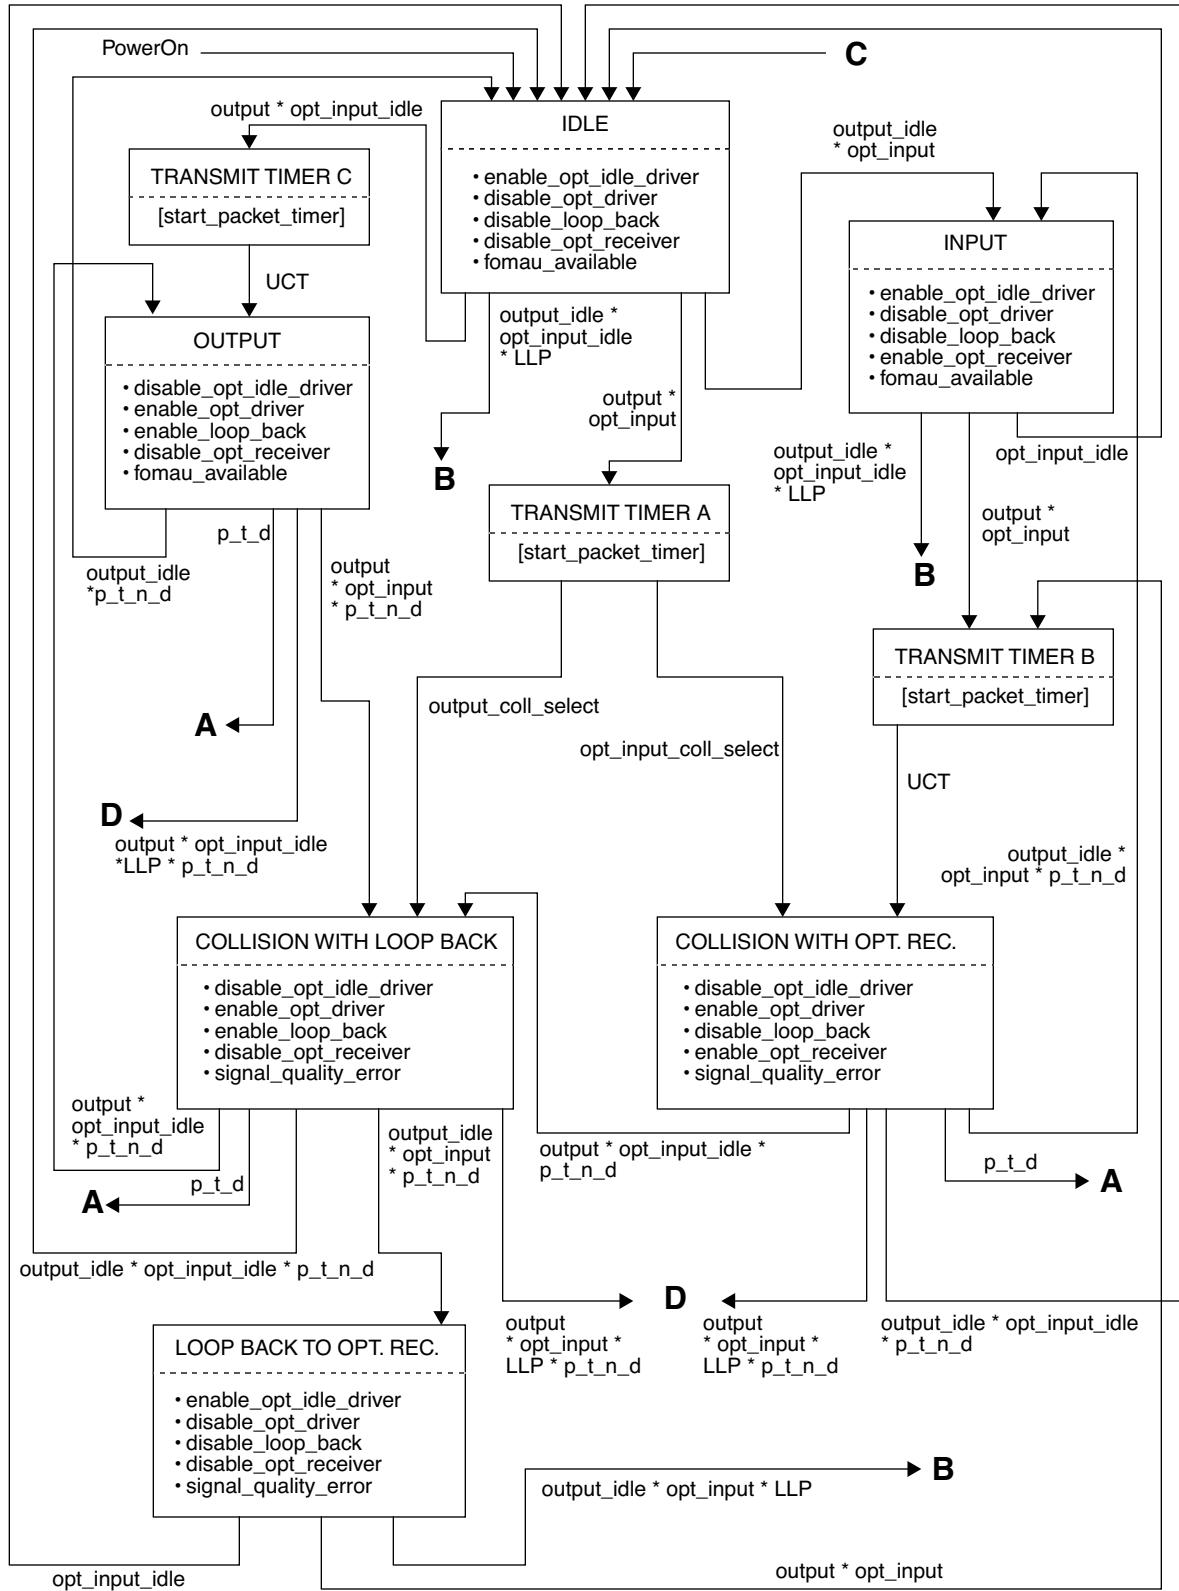 PowerOn
C
output * opt_input_idle
IDLE
• enable_opt_idle_driver
• disable_opt_driver
• disable_loop_back
• disable_opt_receiver
• fomau_available
output_idle
* opt_input
TRANSMIT TIMER C
[start_packet_timer]
UCT
INPUT
• enable_opt_idle_driver
• disable_opt_driver
• disable_loop_back
• enable_opt_receiver
• fomau_available
OUTPUT
• disable_opt_idle_driver
• enable_opt_driver
• enable_loop_back
• disable_opt_receiver
• fomau_available
output_idle *
opt_input_idle
* LLP
B
output *
opt_input
output_idle *
opt_input_idle
* LLP
B
opt_input_idle
output *
opt_input
TRANSMIT TIMER A
[start_packet_timer]
p_t_d
output_idle
*p_t_n_d
output
* opt_input
* p_t_n_d
TRANSMIT TIMER B
[start_packet_timer]
A
output_coll_select
opt_input_coll_select
UCT
D
output * opt_input_idle
*LLP * p_t_n_d
output_idle *
opt_input * p_t_n_d
COLLISION WITH LOOP BACK
• disable_opt_idle_driver
• enable_opt_driver
• enable_loop_back
• disable_opt_receiver
• signal_quality_error
COLLISION WITH OPT. REC.
• disable_opt_idle_driver
• enable_opt_driver
• disable_loop_back
• enable_opt_receiver
• signal_quality_error
output *
opt_input_idle
* p_t_n_d
p_t_d
A
output_idle
* opt_input
* p_t_n_d
output * opt_input_idle *
p_t_n_d
p_t_d
A
output_idle * opt_input_idle * p_t_n_d
D
output
* opt_input *
LLP * p_t_n_d
output
* opt_input *
LLP * p_t_n_d
output_idle * opt_input_idle
* p_t_n_d
LOOP BACK TO OPT. REC.
• enable_opt_idle_driver
• disable_opt_driver
• disable_loop_back
• disable_opt_receiver
• signal_quality_error
B
output_idle * opt_input * LLP
opt_input_idle
output * opt_input